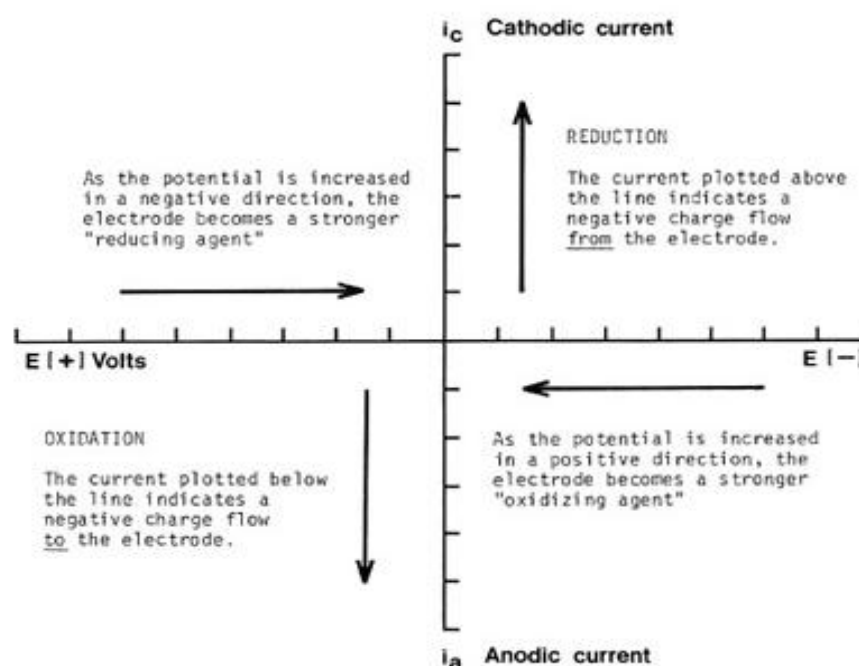 ic Cathodic current
REDUCTION
As the potential is increased
in a negative direction, the
electrode becomes a stronger
"reducing agent"
The current plotted above
the line indicates a
negative charge flow
from the electrode.
E [+] Volts
E [−]
OXIDATION
The current plotted below
the line indicates a
negative charge flow
to the electrode.
As the potential is increased
in a positive direction, the
electrode becomes a stronger
"oxidizing agent"
ia Anodic current